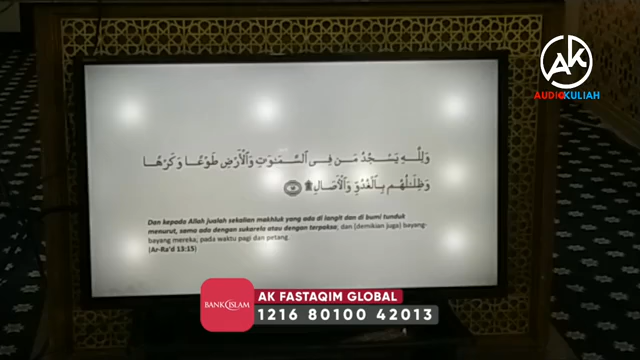 AK
AUDIOKULIAH
وَلِلَّهِ يَسْجُدُ مَن فِي السَّمَٰوَٰتِ وَالْأَرْضِ طَوْعًا وَكَرْهًا
وَظِلَٰلُهُم بِالْغُدُوِّ وَالْآصَالِ ۩ ١٥
Dan kepada Allah jualah sekalian makhluk yang ada di langit dan di bumi tunduk
menurut, sama ada dengan sukarela atau dengan terpaksa, dan (demikian juga) bayang-
bayang mereka; pada waktu pagi dan petang.
(Ar-Ra'd 13:15)
BANK ISLAM
AK FASTAQIM GLOBAL
1216 80100 42013